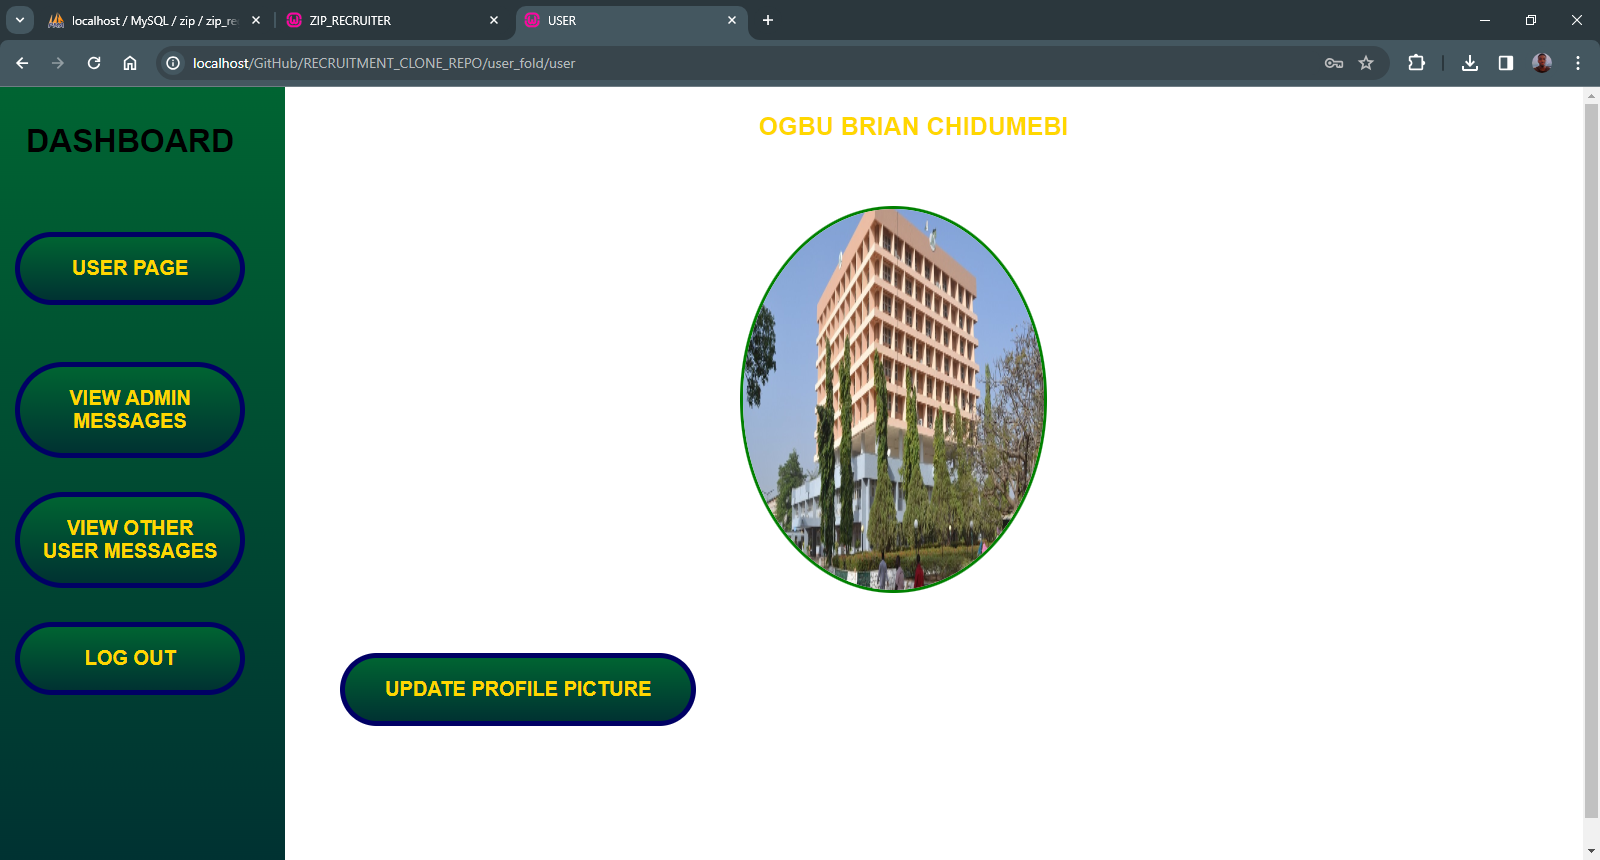 localhost / MySQL / zip / zip_re
ZIP_RECRUITER
USER
localhost/GitHub/RECRUITMENT_CLONE_REPO/user_fold/user
DASHBOARD
USER PAGE
VIEW ADMIN
MESSAGES
VIEW OTHER
USER MESSAGES
LOG OUT
OGBU BRIAN CHIDUMEBI
UPDATE PROFILE PICTURE